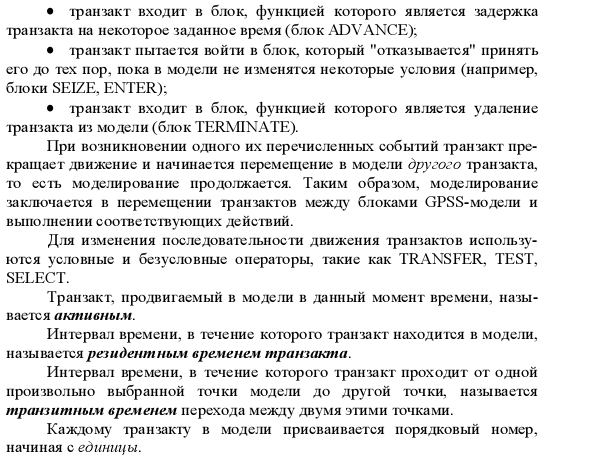 • транзакт входит в блок, функцией которого является задержка
транзакта на некоторое заданное время (блок ADVANCE);
• транзакт пытается войти в блок, который "отказывается" принять
его до тех пор, пока в модели не изменятся некоторые условия (например,
блоки SEIZE, ENTER);
• транзакт входит в блок, функцией которого является удаление
транзакта из модели (блок TERMINATE).
При возникновении одного их перечисленных событий транзакт пре-
кращает движение и начинается перемещение в модели другого транзакта,
то есть моделирование продолжается. Таким образом, моделирование
заключается в перемещении транзактов между блоками GPSS-модели и
выполнении соответствующих действий.
Для изменения последовательности движения транзактов использу-
ются условные и безусловные операторы, такие как TRANSFER, TEST,
SELECT.
Транзакт, продвигаемый в модели в данный момент времени, назы-
вается активным.
Интервал времени, в течение которого транзакт находится в модели,
называется резидентным временем транзакта.
Интервал времени, в течение которого транзакт проходит от одной
произвольно выбранной точки модели до другой точки, называется
транзитным временем перехода между двумя этими точками.
Каждому транзакту в модели присваивается порядковый номер,
начиная с единицы.